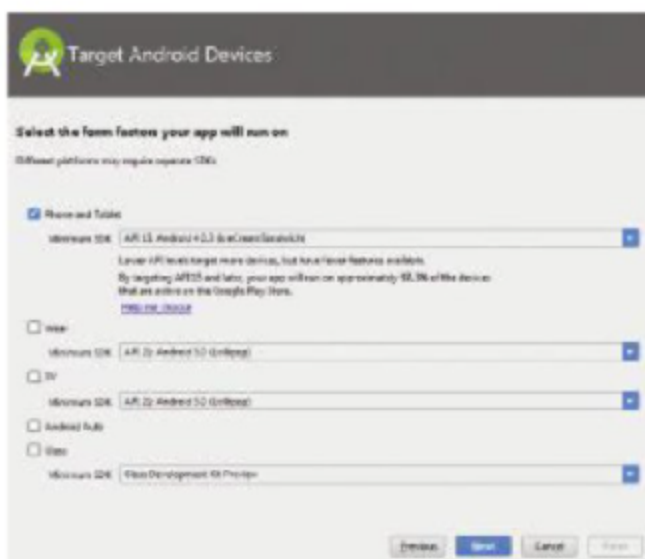 Target Android Devices
Select the form factors your app will run on
Different platforms may require separate SDKs
Phone and Tablet
Minimum SDK API 15: Android 4.0.3 (IceCreamSandwich)
Lower API levels target more devices, but have fewer features available.
By targeting API 15 and later, your app will run on approximately of the devices
that are active on the Google Play Store.
Help me choose
Wear
Minimum SDK API 21: Android 5.0 (Lollipop)
TV
Minimum SDK API 21: Android 5.0 (Lollipop)
Android Auto
Glass
Minimum SDK Glass Development Kit Preview
Previous Next Cancel Finish